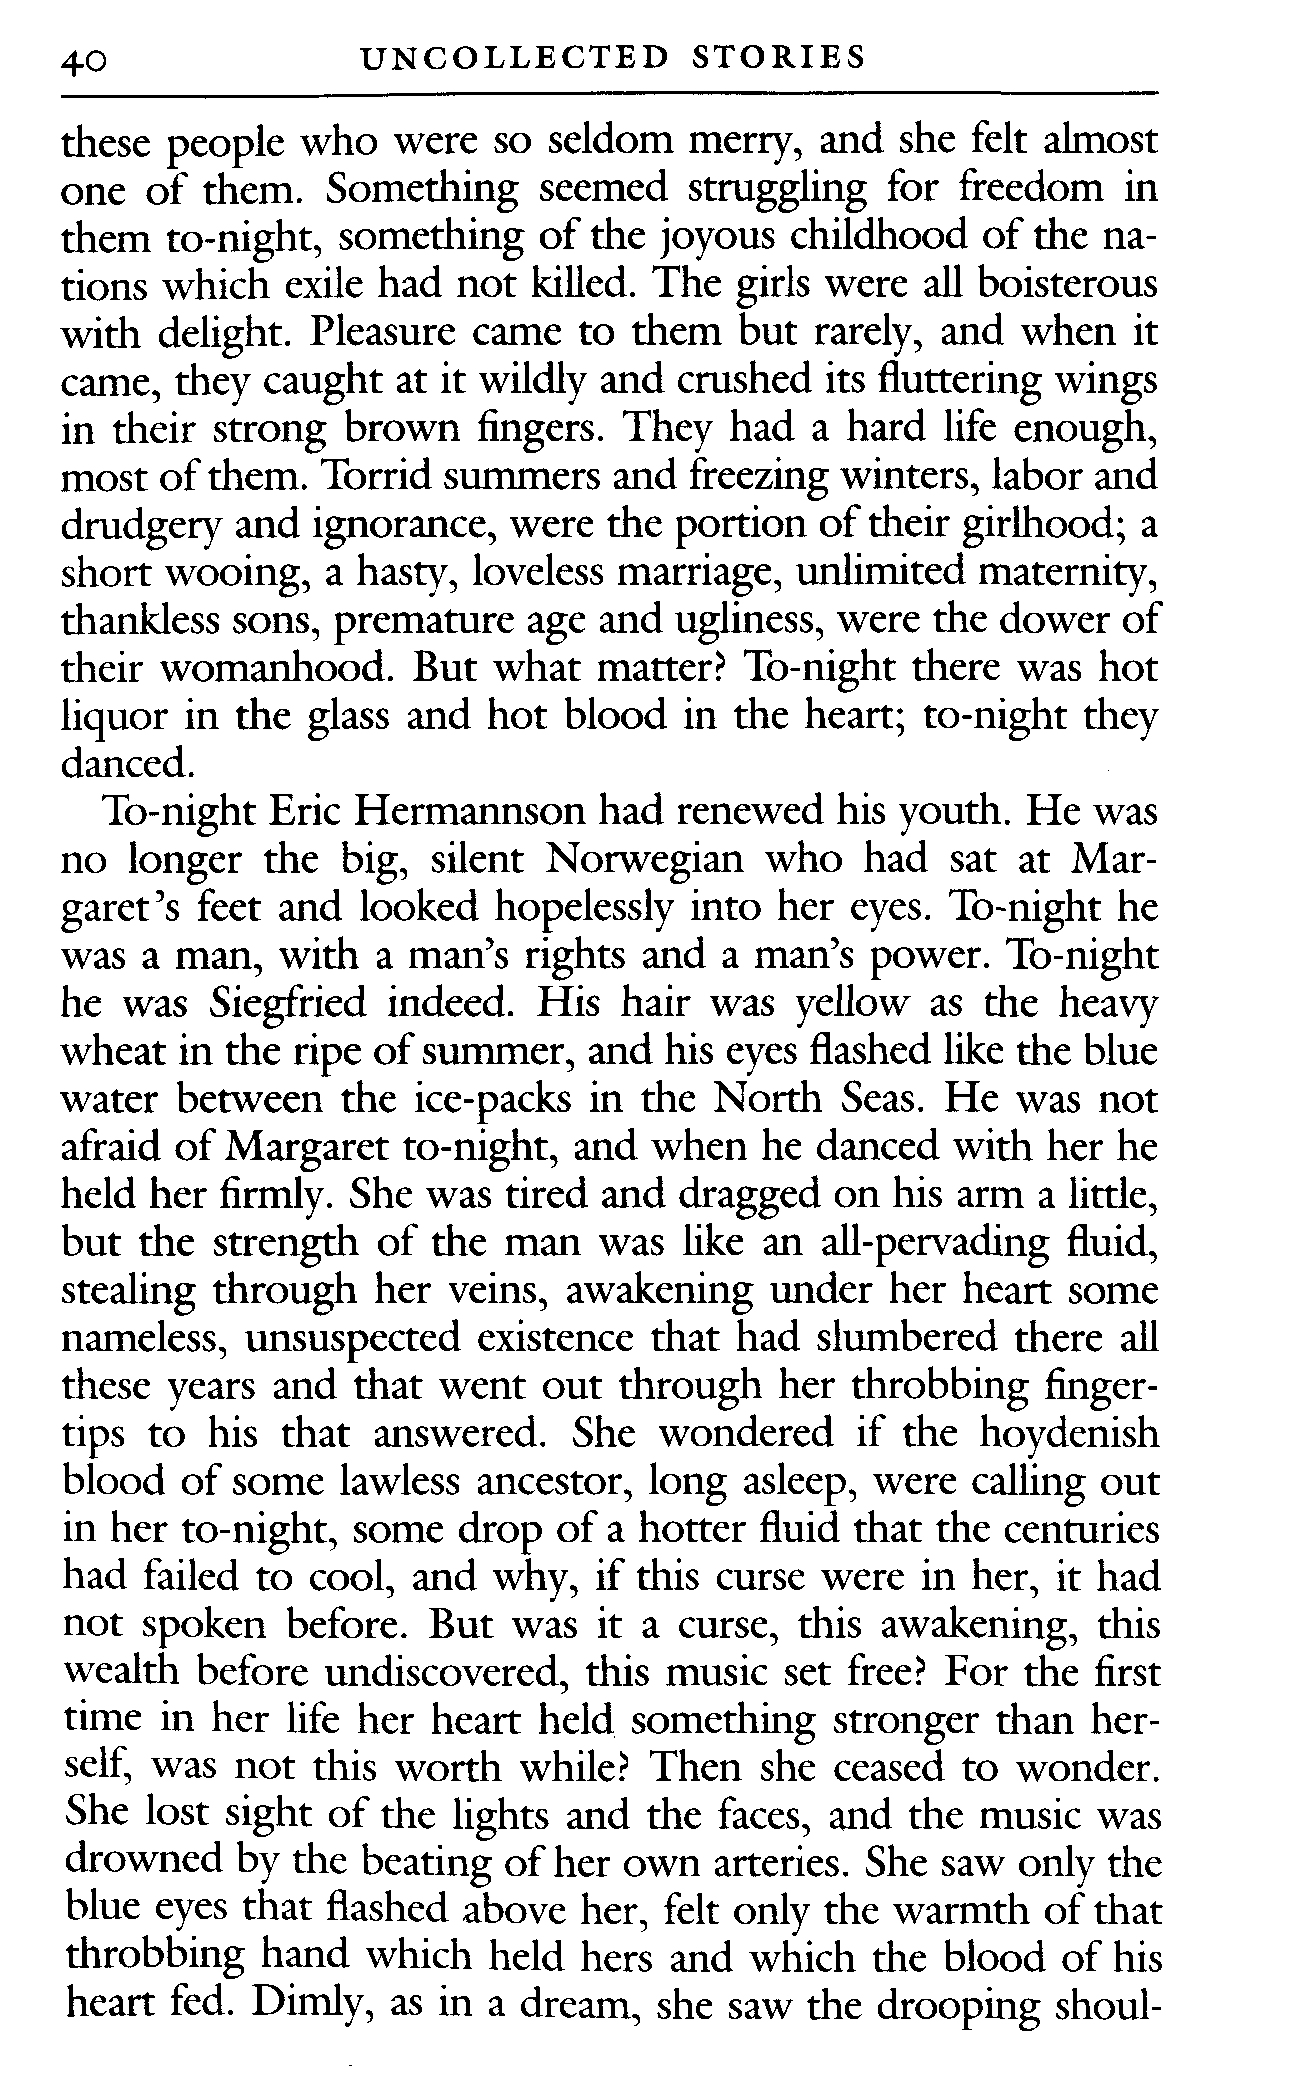 40 UNCOLLECTED STORIES
these people who were so seldom merry, and she felt almost
one of them. Something seemed struggling for freedom in
them to-night, something of the joyous childhood of the na-
tions which exile had not killed. The girls were all boisterous
with delight. Pleasure came to them but rarely, and when it
came, they caught at it wildly and crushed its fluttering wings
in their strong brown fingers. They had a hard life enough,
most of them. Torrid summers and freezing winters, labor and
drudgery and ignorance, were the portion of their girlhood; a
short wooing, a hasty, loveless marriage, unlimited maternity,
thankless sons, premature age and ugliness, were the dower of
their womanhood. But what matter? To-night there was hot
liquor in the glass and hot blood in the heart; to-night they
danced.
To-night Eric Hermannson had renewed his youth. He was
no longer the big, silent Norwegian who had sat at Mar-
garet's feet and looked hopelessly into her eyes. To-night he
was a man, with a man's rights and a man's power. To-night
he was Siegfried indeed. His hair was yellow as the heavy
wheat in the ripe of summer, and his eyes flashed like the blue
water between the ice-packs in the North Seas. He was not
afraid of Margaret to-night, and when he danced with her he
held her firmly. She was tired and dragged on his arm a little,
but the strength of the man was like an all-pervading fluid,
stealing through her veins, awakening under her heart some
nameless, unsuspected existence that had slumbered there all
these years and that went out through her throbbing finger-
tips to his that answered. She wondered if the hoydenish
blood of some lawless ancestor, long asleep, were calling out
in her to-night, some drop of a hotter fluid that the centuries
had failed to cool, and why, if this curse were in her, it had
not spoken before. But was it a curse, this awakening, this
wealth before undiscovered, this music set free? For the first
time in her life her heart held something stronger than her-
self, was not this worth while? Then she ceased to wonder.
She lost sight of the lights and the faces, and the music was
drowned by the beating of her own arteries. She saw only the
blue eyes that flashed above her, felt only the warmth of that
throbbing hand which held hers and which the blood of his
heart fed. Dimly, as in a dream, she saw the drooping shoul-